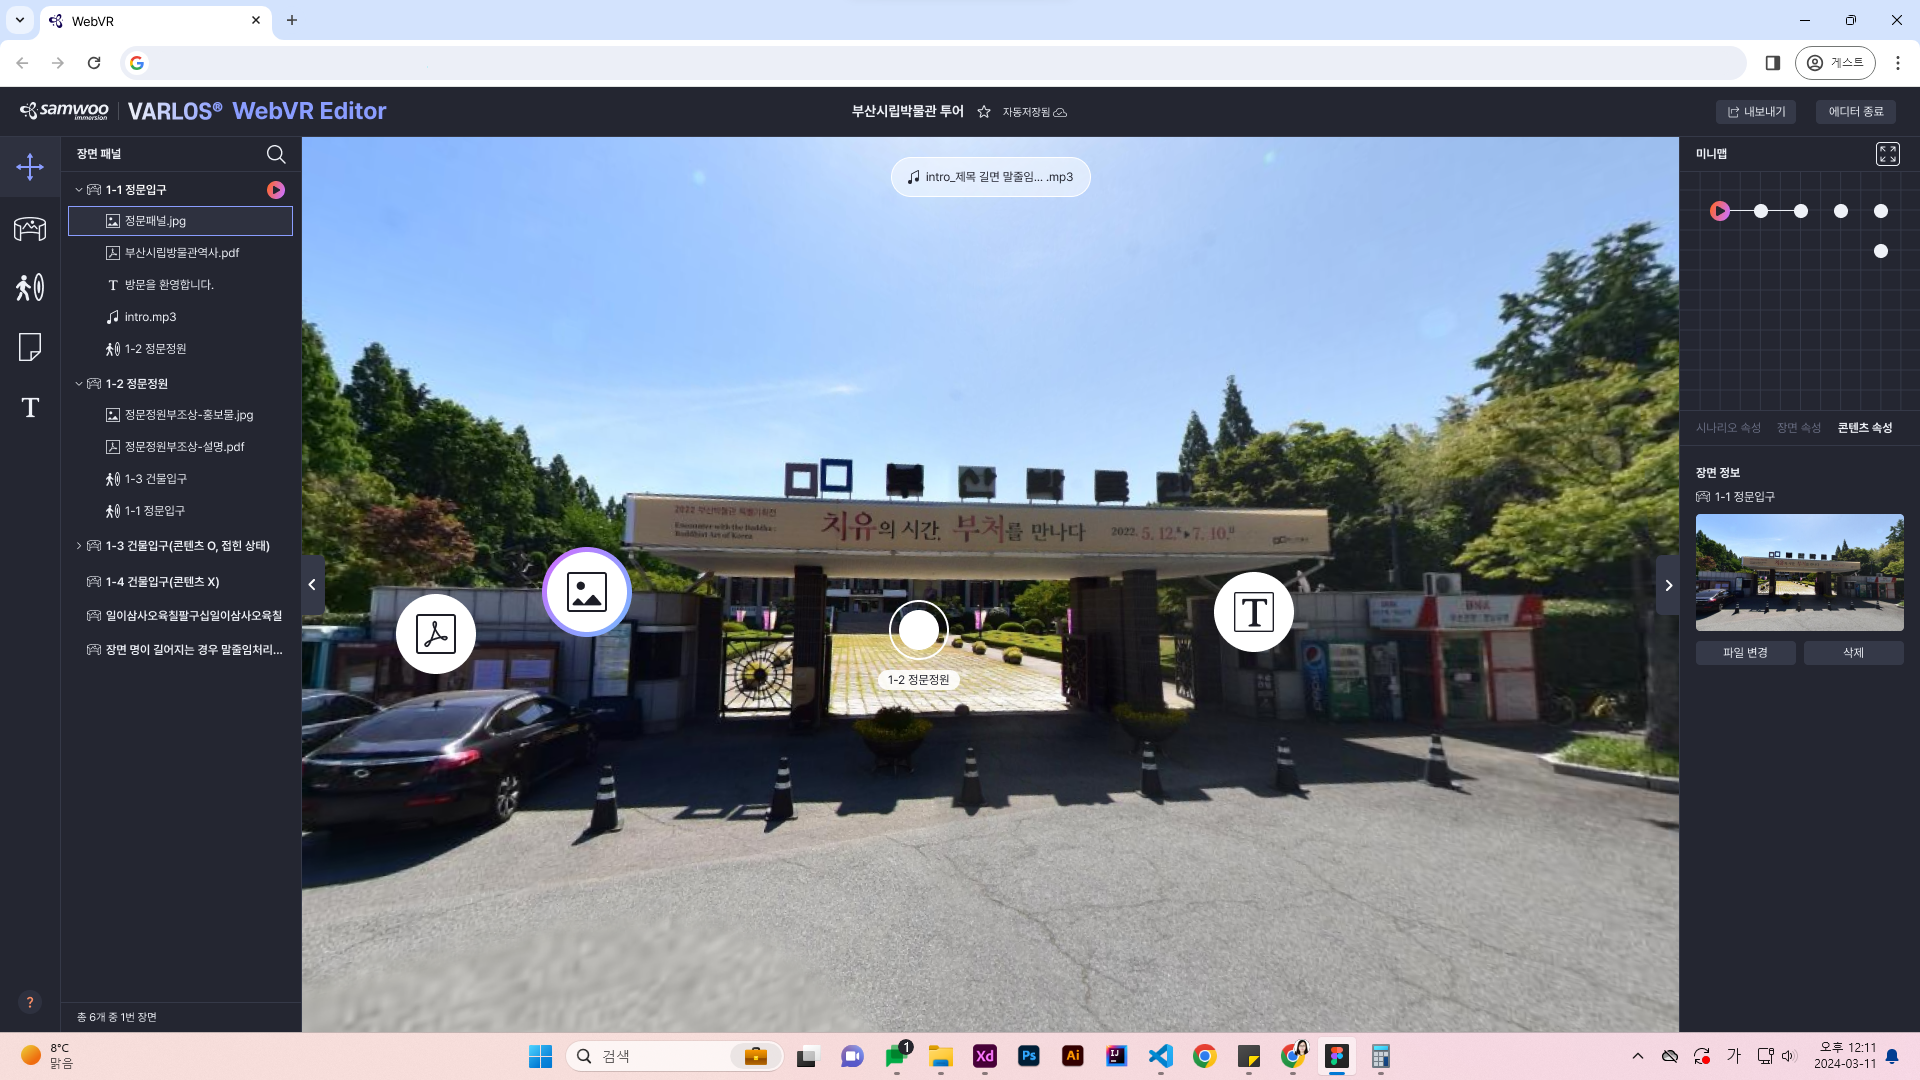 WebVR
게스트
samwoo
immersion
VARLOS® WebVR Editor
부산시립박물관 투어
자동저장됨
내보내기
에디터 종료
장면 패널
1-1 정문입구
정문패널.jpg
부산시립방물관역사.pdf
방문을 환영합니다.
intro.mp3
1-2 정문정원
1-2 정문정원
정문정원부조상-홍보물.jpg
정문정원부조상-설명.pdf
1-3 건물입구
1-1 정문입구
1-3 건물입구(콘텐츠 O, 접힌 상태)
1-4 건물입구(콘텐츠 X)
일이삼사오육칠팔구십일이삼사오육칠
장면 명이 길어지는 경우 말줄임처리...
총 6개 중 1번 장면
intro_제목 길면 말줄임... .mp3
2022 부산박물관 특별기획전
Encounter with the Buddha:
Buddhist Art of Korea
치유의 시간, 부처를 만나다
2022. 5. 12. ▸ 7. 10.
T
1-2 정문정원
pepsi
미니맵
시나리오 속성
장면 속성
콘텐츠 속성
장면 정보
1-1 정문입구
파일 변경
삭제
T
?
8°C
맑음
검색
1
Xd
Ps
Ai
IJ
가
오후 12:11
2024-03-11